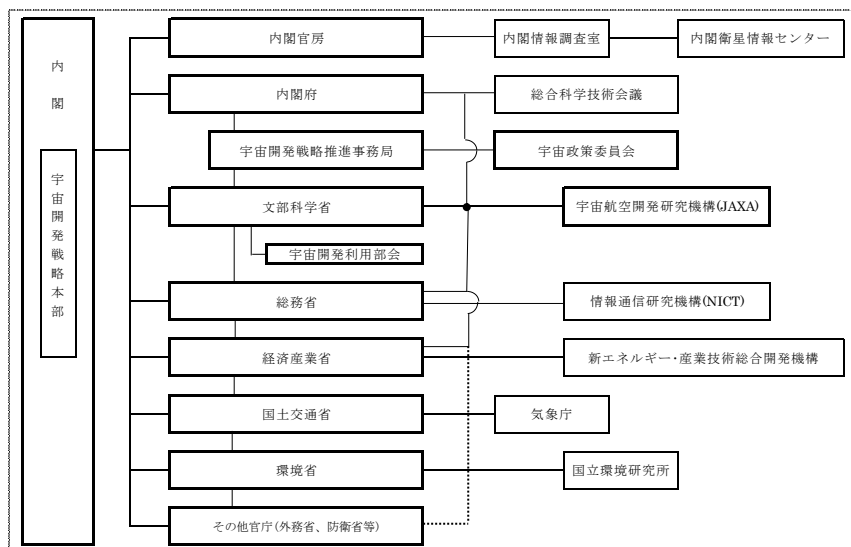 内閣
宇宙開発戦略本部
内閣官房
内閣情報調査室
内閣衛星情報センター
内閣府
総合科学技術会議
宇宙開発戦略推進事務局
宇宙政策委員会
文部科学省
宇宙航空開発研究機構(JAXA)
宇宙開発利用部会
総務省
情報通信研究機構(NICT)
経済産業省
新エネルギー・産業技術総合開発機構
国土交通省
気象庁
環境省
国立環境研究所
その他官庁(外務省、防衛省等)